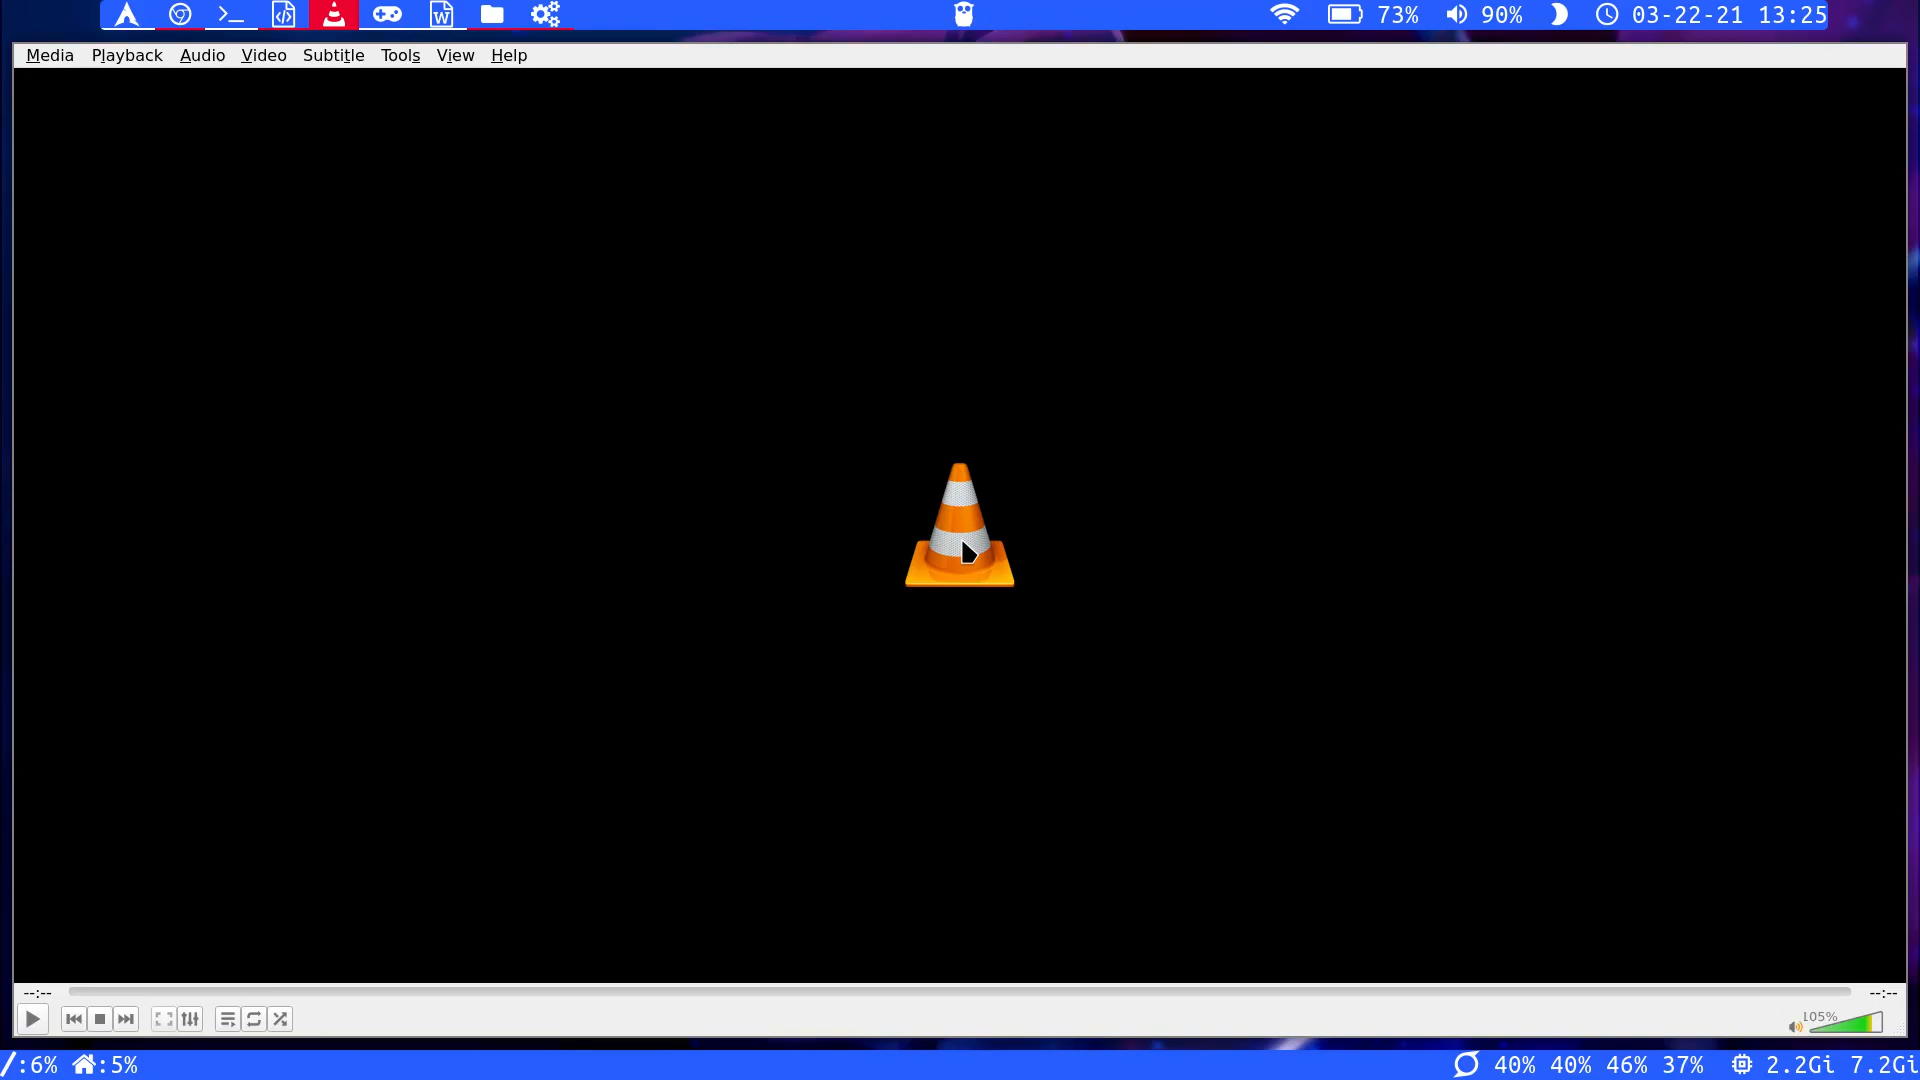 73% 90% 03-22-21 13:25
Media Playback Audio Video Subtitle Tools View Help
--:-- --:--
105%
/:6% :5% 40% 40% 46% 37% 2.2Gi 7.2Gi